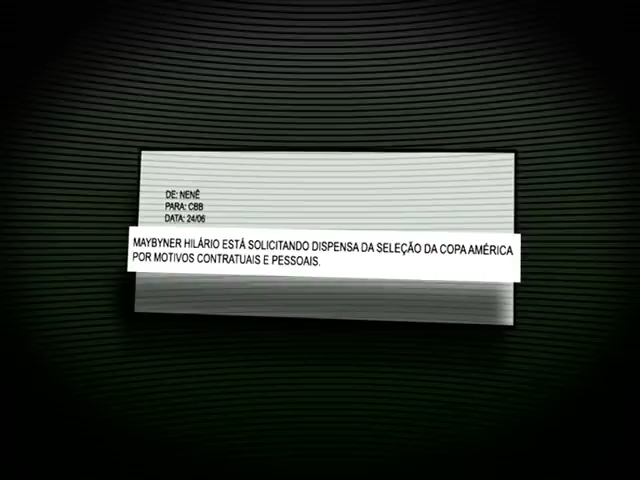 DE: NENÊ
PARA: CBB
DATA: 24/06
MAYBYNER HILÁRIO ESTÁ SOLICITANDO DISPENSA DA SELEÇÃO DA COPA AMÉRICA
POR MOTIVOS CONTRATUAIS E PESSOAIS.